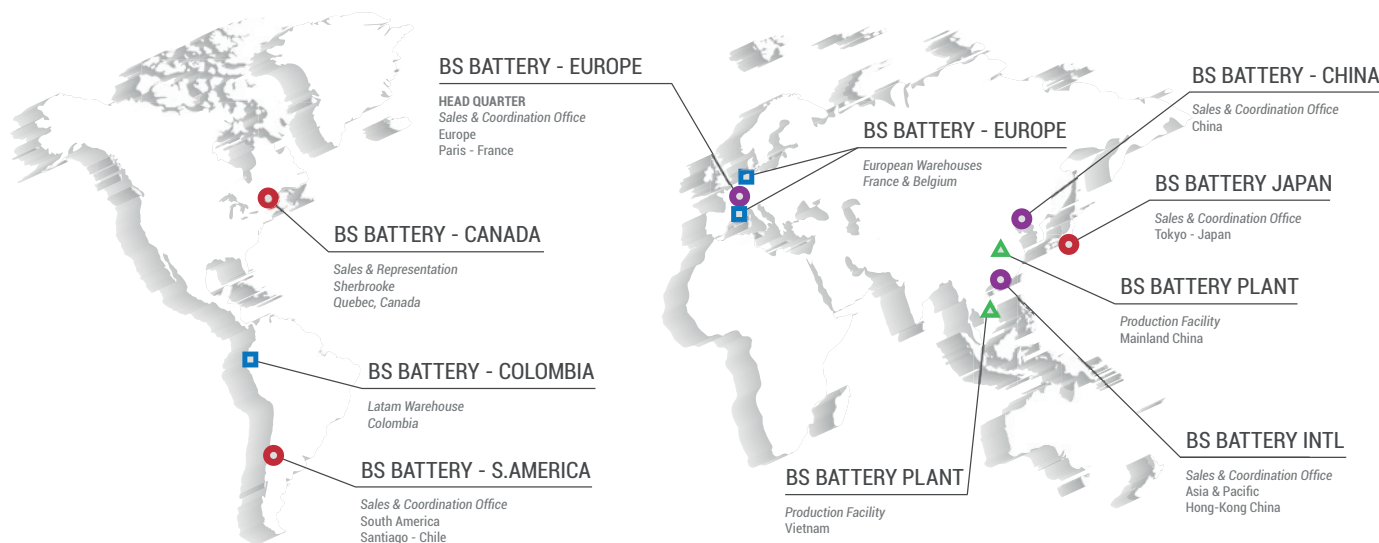 BS BATTERY - EUROPE
HEAD QUARTER
Sales & Coordination Office
Europe
Paris - France
BS BATTERY - CANADA
Sales & Representation
Sherbrooke
Quebec, Canada
BS BATTERY - COLOMBIA
Latam Warehouse
Colombia
BS BATTERY - S.AMERICA
Sales & Coordination Office
South America
Santiago - Chile
BS BATTERY - EUROPE
European Warehouses
France & Belgium
BS BATTERY - CHINA
Sales & Coordination Office
China
BS BATTERY JAPAN
Sales & Coordination Office
Tokyo - Japan
BS BATTERY PLANT
Production Facility
Mainland China
BS BATTERY INTL
Sales & Coordination Office
Asia & Pacific
Hong-Kong China
BS BATTERY PLANT
Production Facility
Vietnam